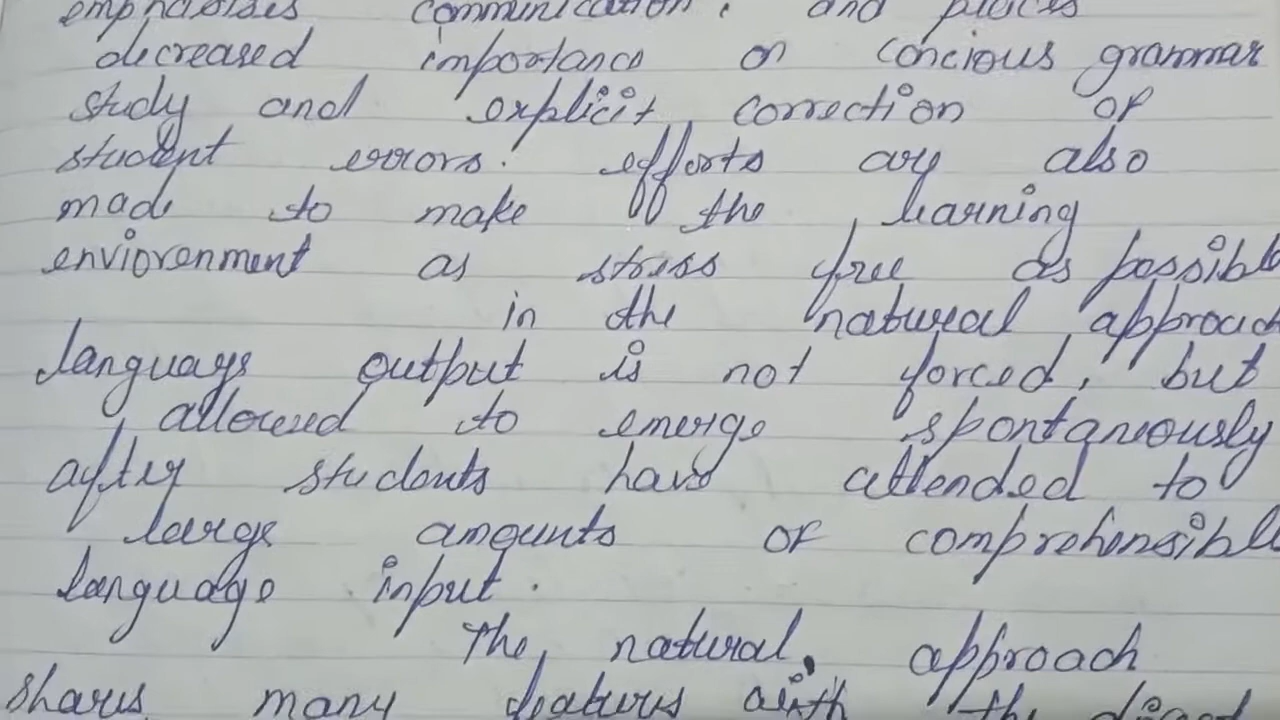 emphasises communication, and places
decreased importance on concious grammar
study and explicit correction of
student errors. efforts are also
made to make the learning
enviorenment as stress free as possible
in the natural approach
language output is not forced, but
allowed to emerge spontaneously
after students have attended to
large amounts of comprehensible
language input.
The natural, approach
shares many features with the direct